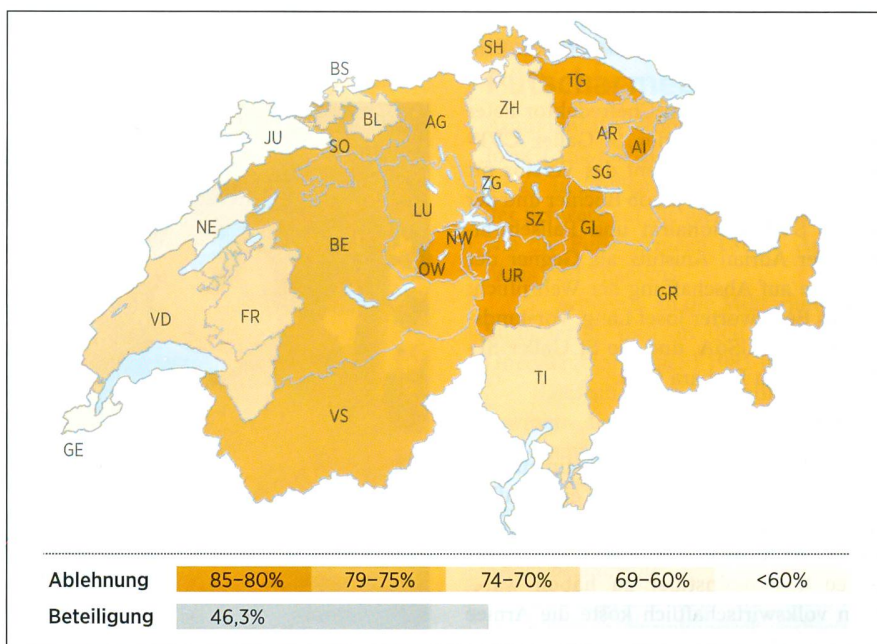 SH
BS
TG
BL
AG
ZH
JU
AR
AI
SO
ZG
SG
NE
LU
SZ
GL
BE
NW
OW
UR
GR
VD
FR
TI
VS
GE
Ablehnung 85–80% 79–75% 74–70% 69–60% <60%
Beteiligung 46,3%